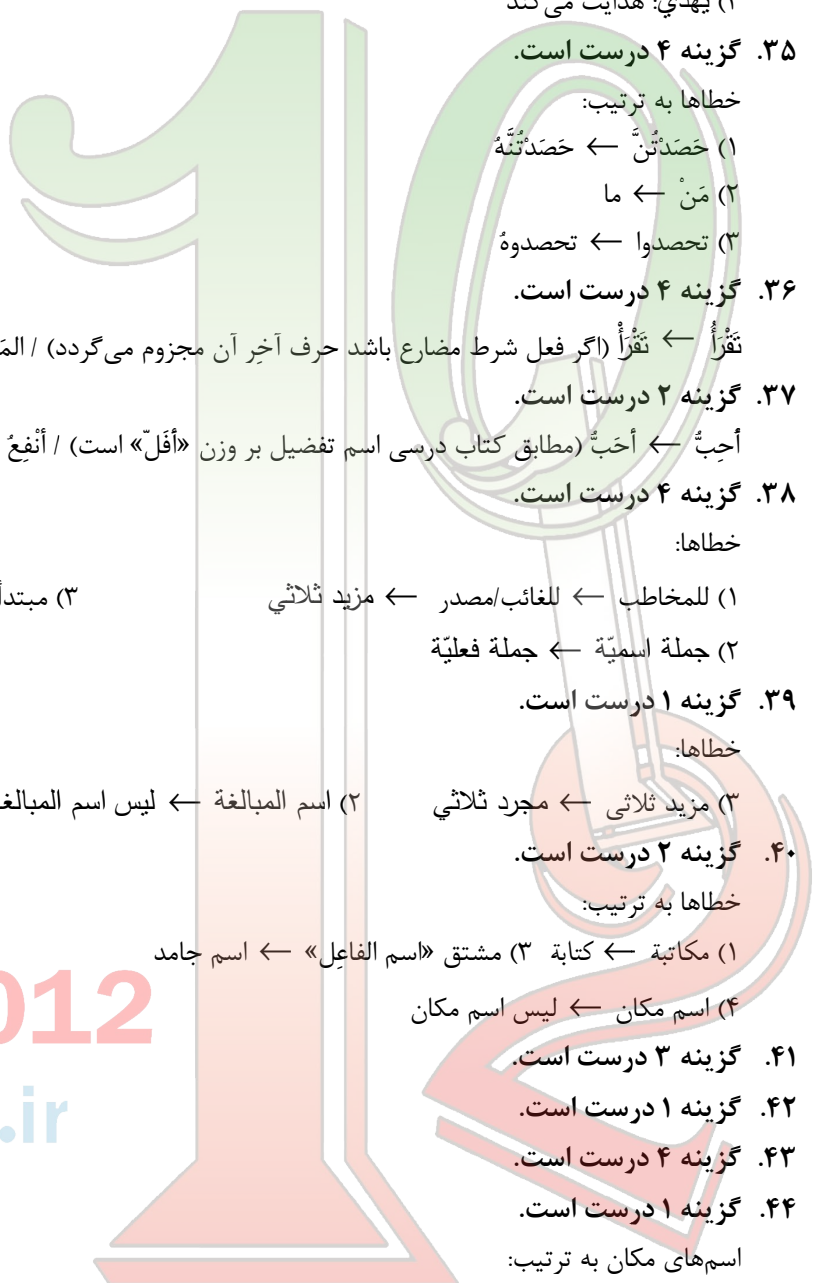 ۱) یَهدي: هدایت می‌کند
۳۵. گزینه ۴ درست است.
خطاها به ترتیب:
۱) حَصَدْتُنَّ ← حَصَدْتُنَّهُ
۲) مَنْ ← ما
۳) تحصدوا ← تحصدوهُ
۳۶. گزینه ۴ درست است.
تَقْرَأُ ← تَقْرَأْ (اگر فعل شرط مضارع باشد حرف آخِر آن مجزوم می‌گردد) /
۳۷. گزینه ۲ درست است.
أحِبُّ ← أحَبُّ (مطابق کتاب درسی اسم تفضیل بر وزن «أفَلّ» است) / أنْفِعُ
۳۸. گزینه ۴ درست است.
خطاها:
۱) للمخاطب ← للغائب/مصدر ← مزید ثلاثي ۳)
۲) جملة اسمیّة ← جملة فعلیّة
۳۹. گزینه ۱ درست است.
خطاها:
۳) مزید ثلاثی ← مجرد ثلاثي ۲) اسم المبالغة ← لیس اسم
۴۰. گزینه ۲ درست است.
خطاها به ترتیب:
۱) مکاتبة ← کتابة ۳) مشتق «اسم الفاعِل» ← اسم جامد
۴) اسم مکان ← لیس اسم مکان
012
.ir
۴۱. گزینه ۳ درست است.
۴۲. گزینه ۱ درست است.
۴۳. گزینه ۴ درست است.
۴۴. گزینه ۱ درست است.
اسم‌های مکان به ترتیب: